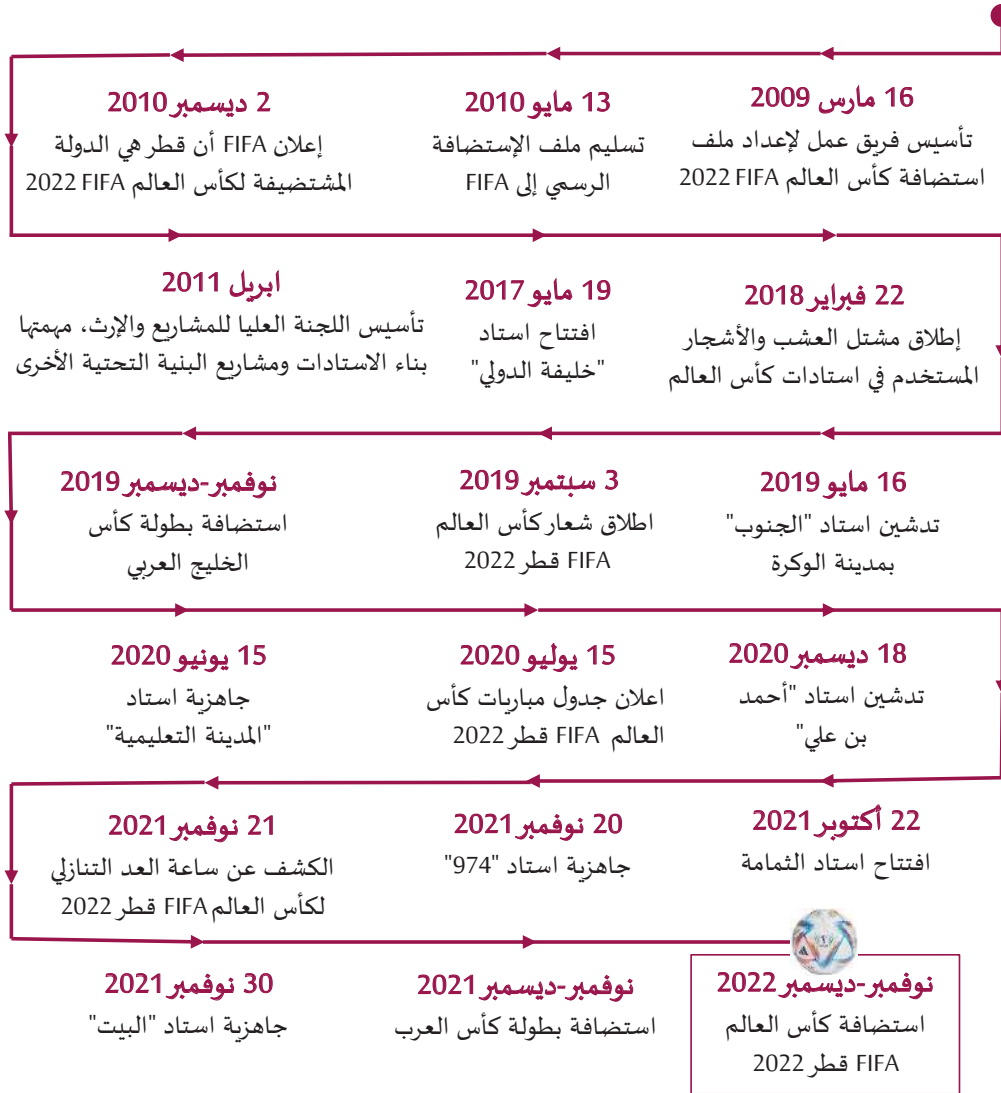 16 مارس 2009
تأسيس فريق عمل لإعداد ملف
استضافة كأس العالم FIFA 2022
13 مايو 2010
تسليم ملف الإستضافة
الرسمي إلى FIFA
2 ديسمبر 2010
إعلان FIFA أن قطر هي الدولة
المشتضيفة لكأس العالم FIFA 2022
ابريل 2011
تأسيس اللجنة العليا للمشاريع والإرث، مهمتها
بناء الاستادات ومشاريع البنية التحتية الأخرى
19 مايو 2017
افتتاح استاد
"خليفة الدولي"
22 فبراير 2018
إطلاق مشتل العشب والأشجار
المستخدم في استادات كأس العالم
16 مايو 2019
تدشين استاد "الجنوب"
بمدينة الوكرة
3 سبتمبر 2019
اطلاق شعار كأس العالم
FIFA قطر 2022
نوفمبر-ديسمبر 2019
استضافة بطولة كأس
الخليج العربي
15 يونيو 2020
جاهزية استاد
"المدينة التعليمية"
15 يوليو 2020
اعلان جدول مباريات كأس
العالم FIFA قطر 2022
18 ديسمبر 2020
تدشين استاد "أحمد
بن علي"
22 أكتوبر 2021
افتتاح استاد الثمامة
20 نوفمبر 2021
جاهزية استاد "974"
21 نوفمبر 2021
الكشف عن ساعة العد التنازلي
لكأس العالم FIFA قطر 2022
30 نوفمبر 2021
جاهزية استاد "البيت"
نوفمبر-ديسمبر 2021
استضافة بطولة كأس العرب
نوفمبر-ديسمبر 2022
استضافة كأس العالم
FIFA قطر 2022